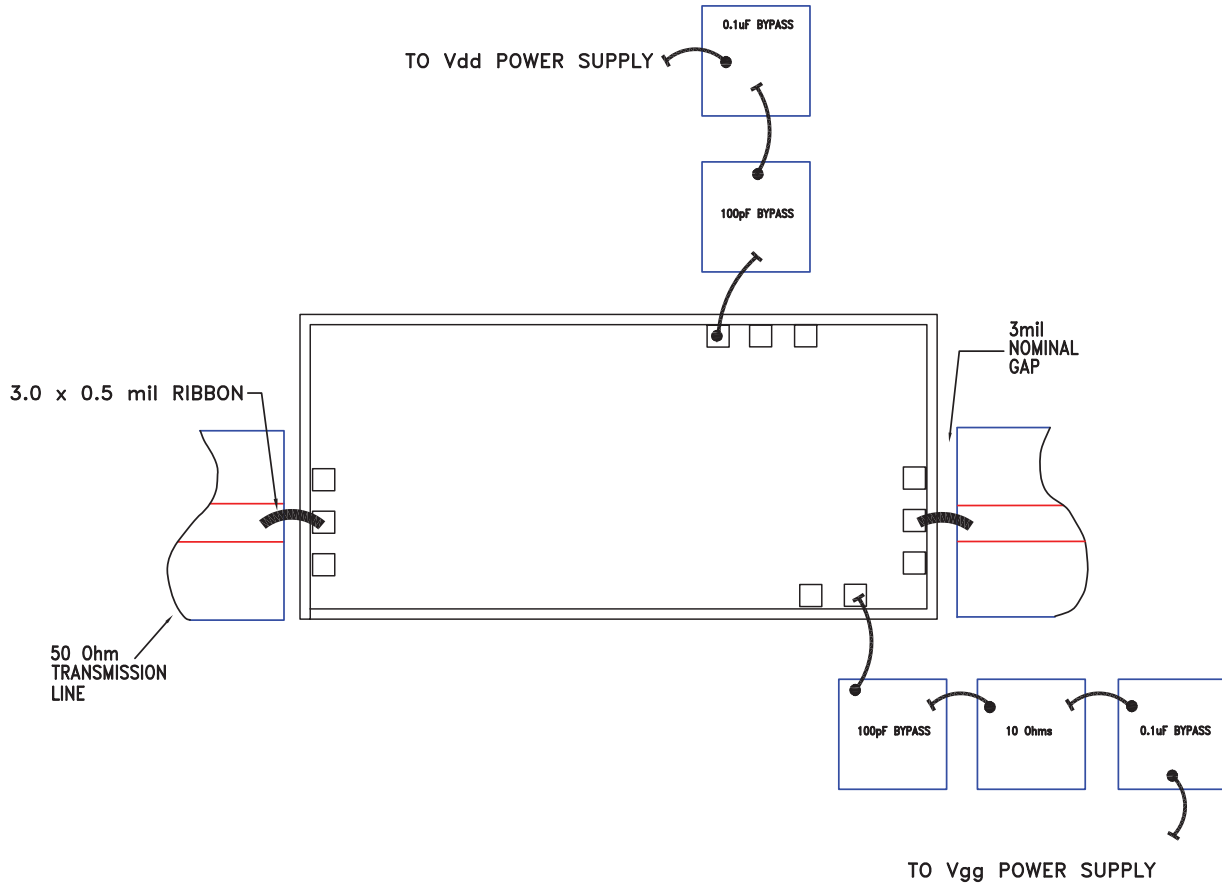 0.1uF BYPASS
TO Vdd POWER SUPPLY
100pF BYPASS
3mil
NOMINAL
GAP
3.0 x 0.5 mil RIBBON
50 Ohm
TRANSMISSION
LINE
100pF BYPASS
10 Ohms
0.1uF BYPASS
TO Vgg POWER SUPPLY